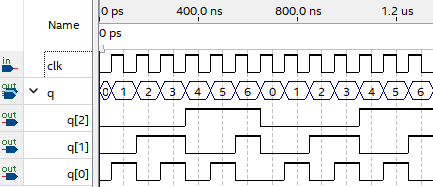 Name
0 ps 400.0 ns 800.0 ns 1.2 us
0 ps
in clk
out q 0 1 2 3 4 5 6 0 1 2 3 4 5 6
out q[2]
out q[1]
out q[0]